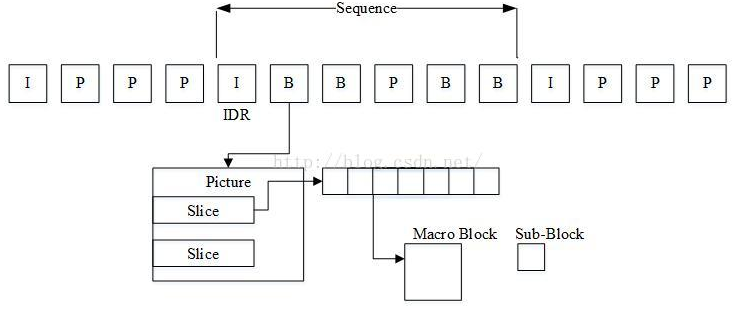 Sequence
I P P P I B B P B B I P P P
IDR
http://blog.csdn.net/
Picture
Slice
Slice
Macro Block Sub-Block